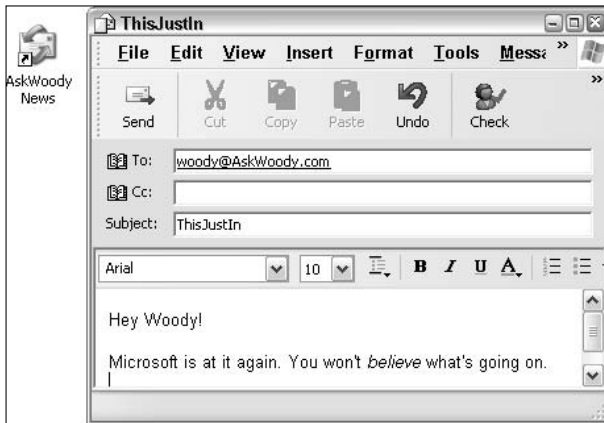 AskWoody
News
ThisJustIn
File Edit View Insert Format Tools »
Send Cut Copy Paste Undo Check »
To: woody@AskWoody.com
Cc:
Subject: ThisJustIn
Arial 10 B I U A
Hey Woody!
Microsoft is at it again. You won't believe what's going on.